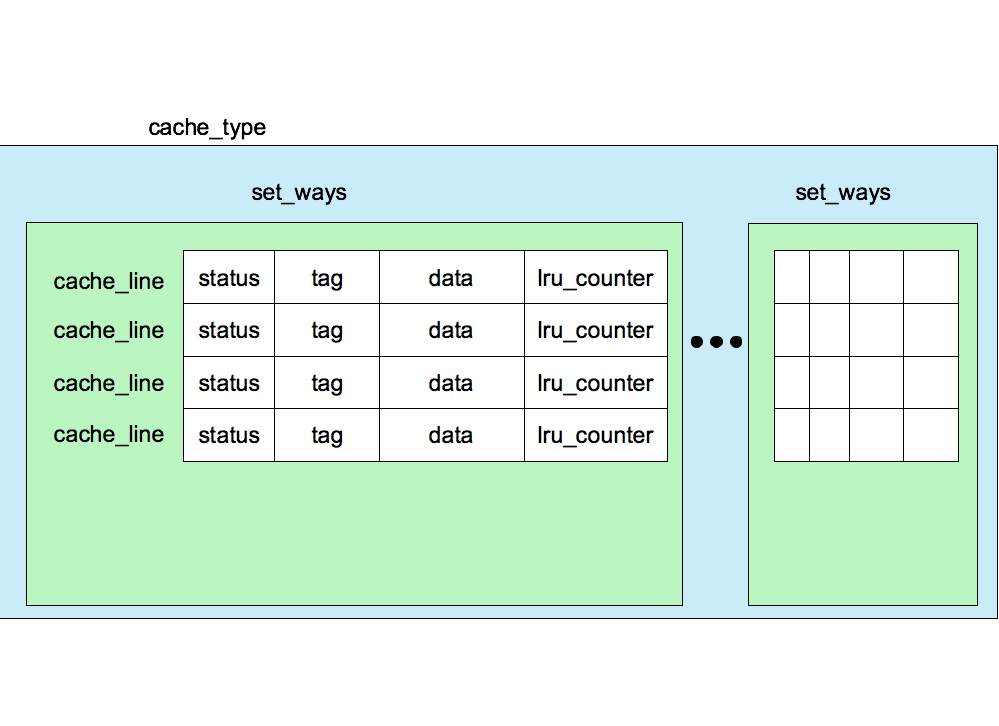 cache_type
set_ways set_ways
cache_line status tag data lru_counter
cache_line status tag data lru_counter
cache_line status tag data lru_counter
cache_line status tag data lru_counter